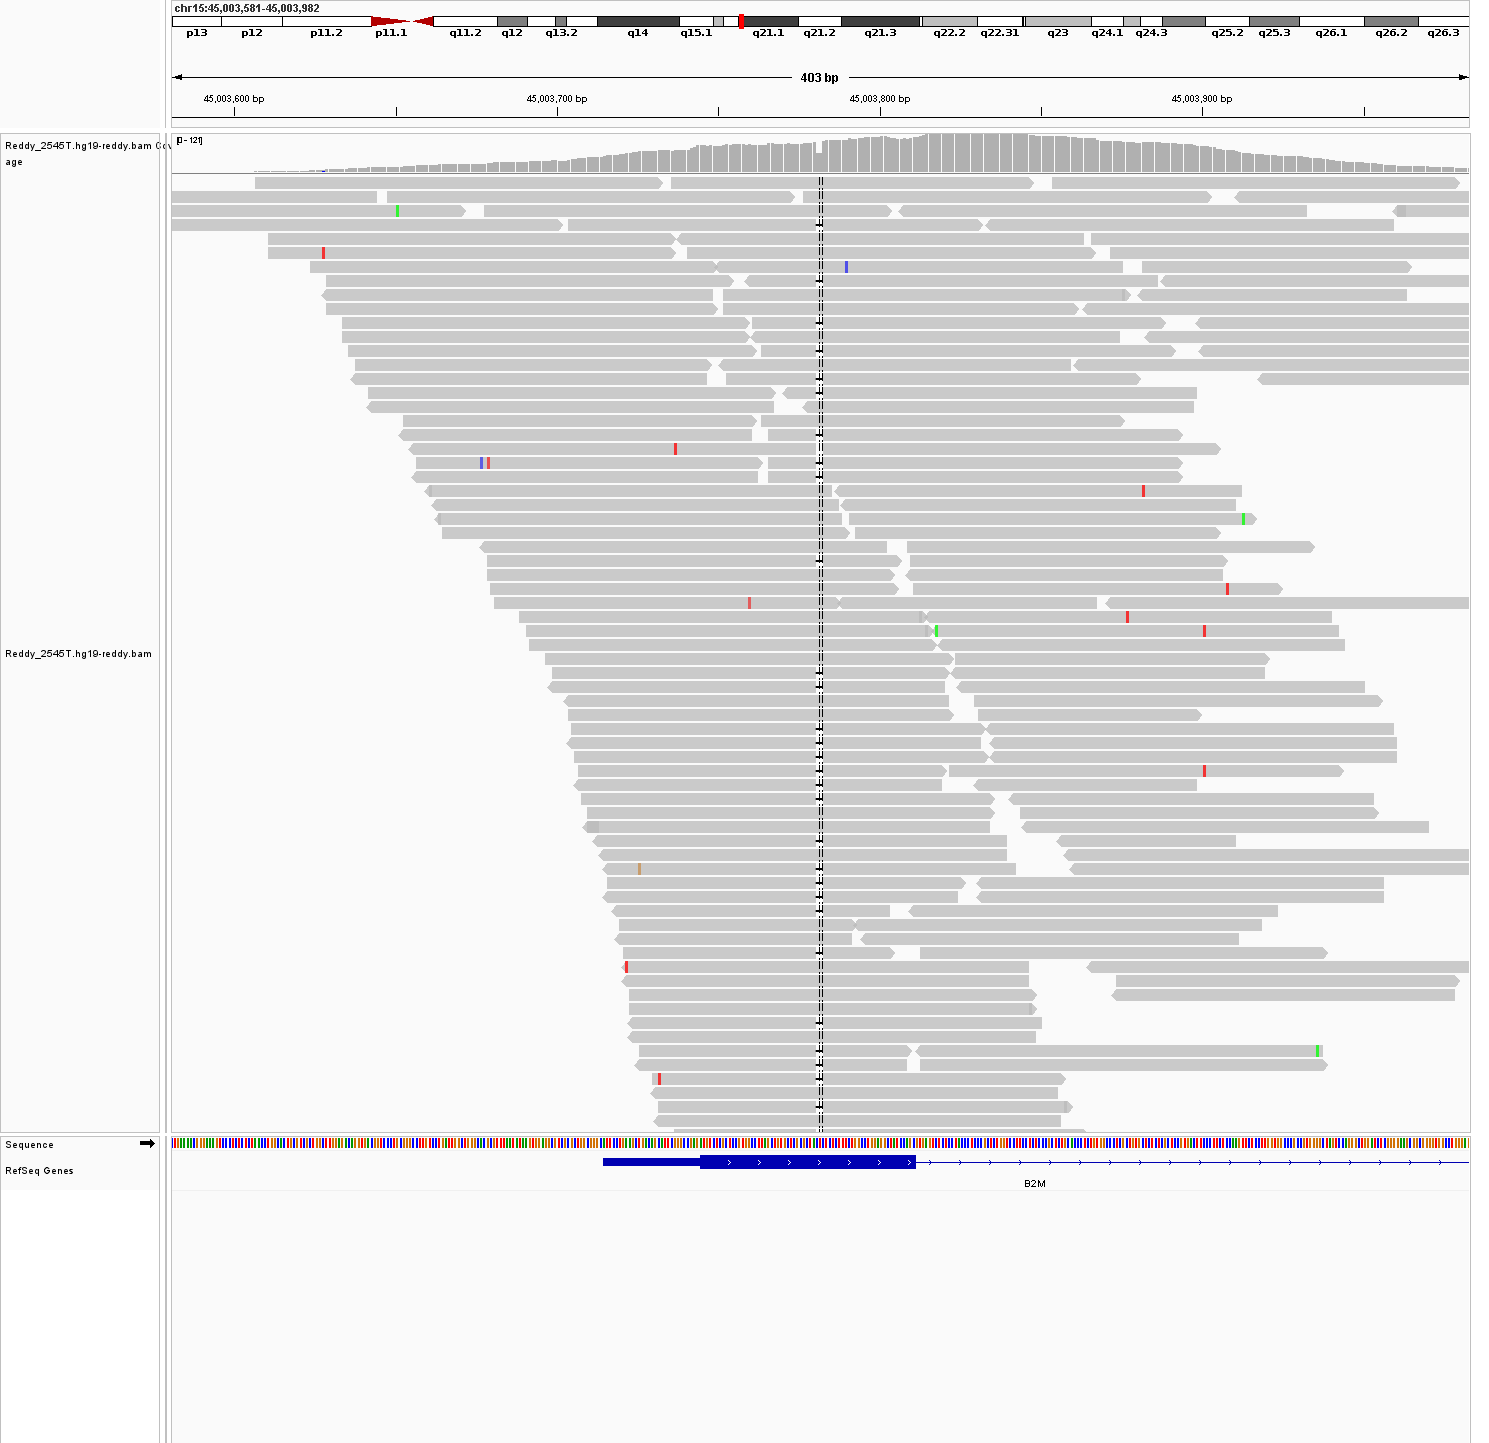 chr15:45,003,581-45,003,982
p13 p12 p11.2 p11.1 q11.2 q12 q13.2 q14 q15.1 q21.1 q21.2 q21.3 q22.2 q22.31 q23 q24.1 q24.3 q25.2 q25.3 q26.1 q26.2 q26.3
403 bp
45,003,600 bp 45,003,700 bp 45,003,800 bp 45,003,900 bp
[0 - 121]
Reddy_2545T.hg19-reddy.bam Cov
age
Reddy_2545T.hg19-reddy.bam
Sequence
RefSeq Genes
B2M